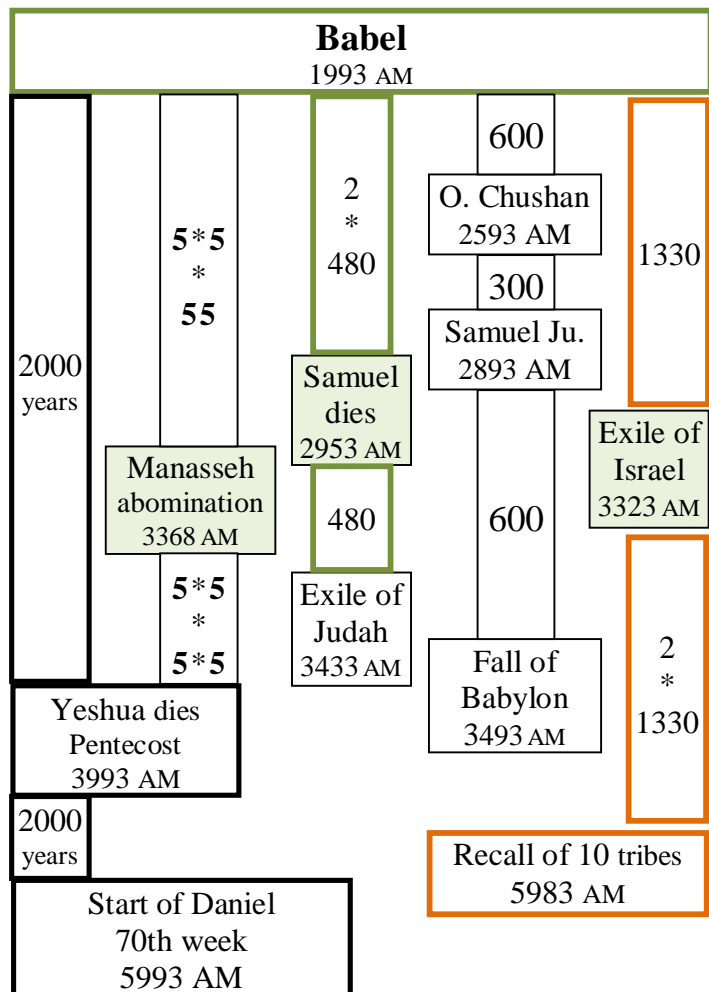 Babel
1993 AM
2000
years
5*5
*
55
Manasseh
abomination
3368 AM
5*5
*
5*5
Yeshua dies
Pentecost
3993 AM
2000
years
Start of Daniel
70th week
5993 AM
2
*
480
Samuel
dies
2953 AM
480
Exile of
Judah
3433 AM
600
O. Chushan
2593 AM
300
Samuel Ju.
2893 AM
600
Fall of
Babylon
3493 AM
1330
Exile of
Israel
3323 AM
2
*
1330
Recall of 10 tribes
5983 AM